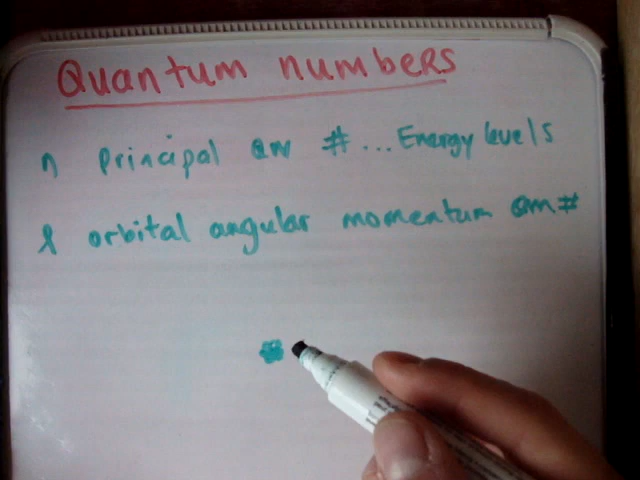 Quantum numbers
n principal qm # ... Energy levels
l orbital angular momentum qm #